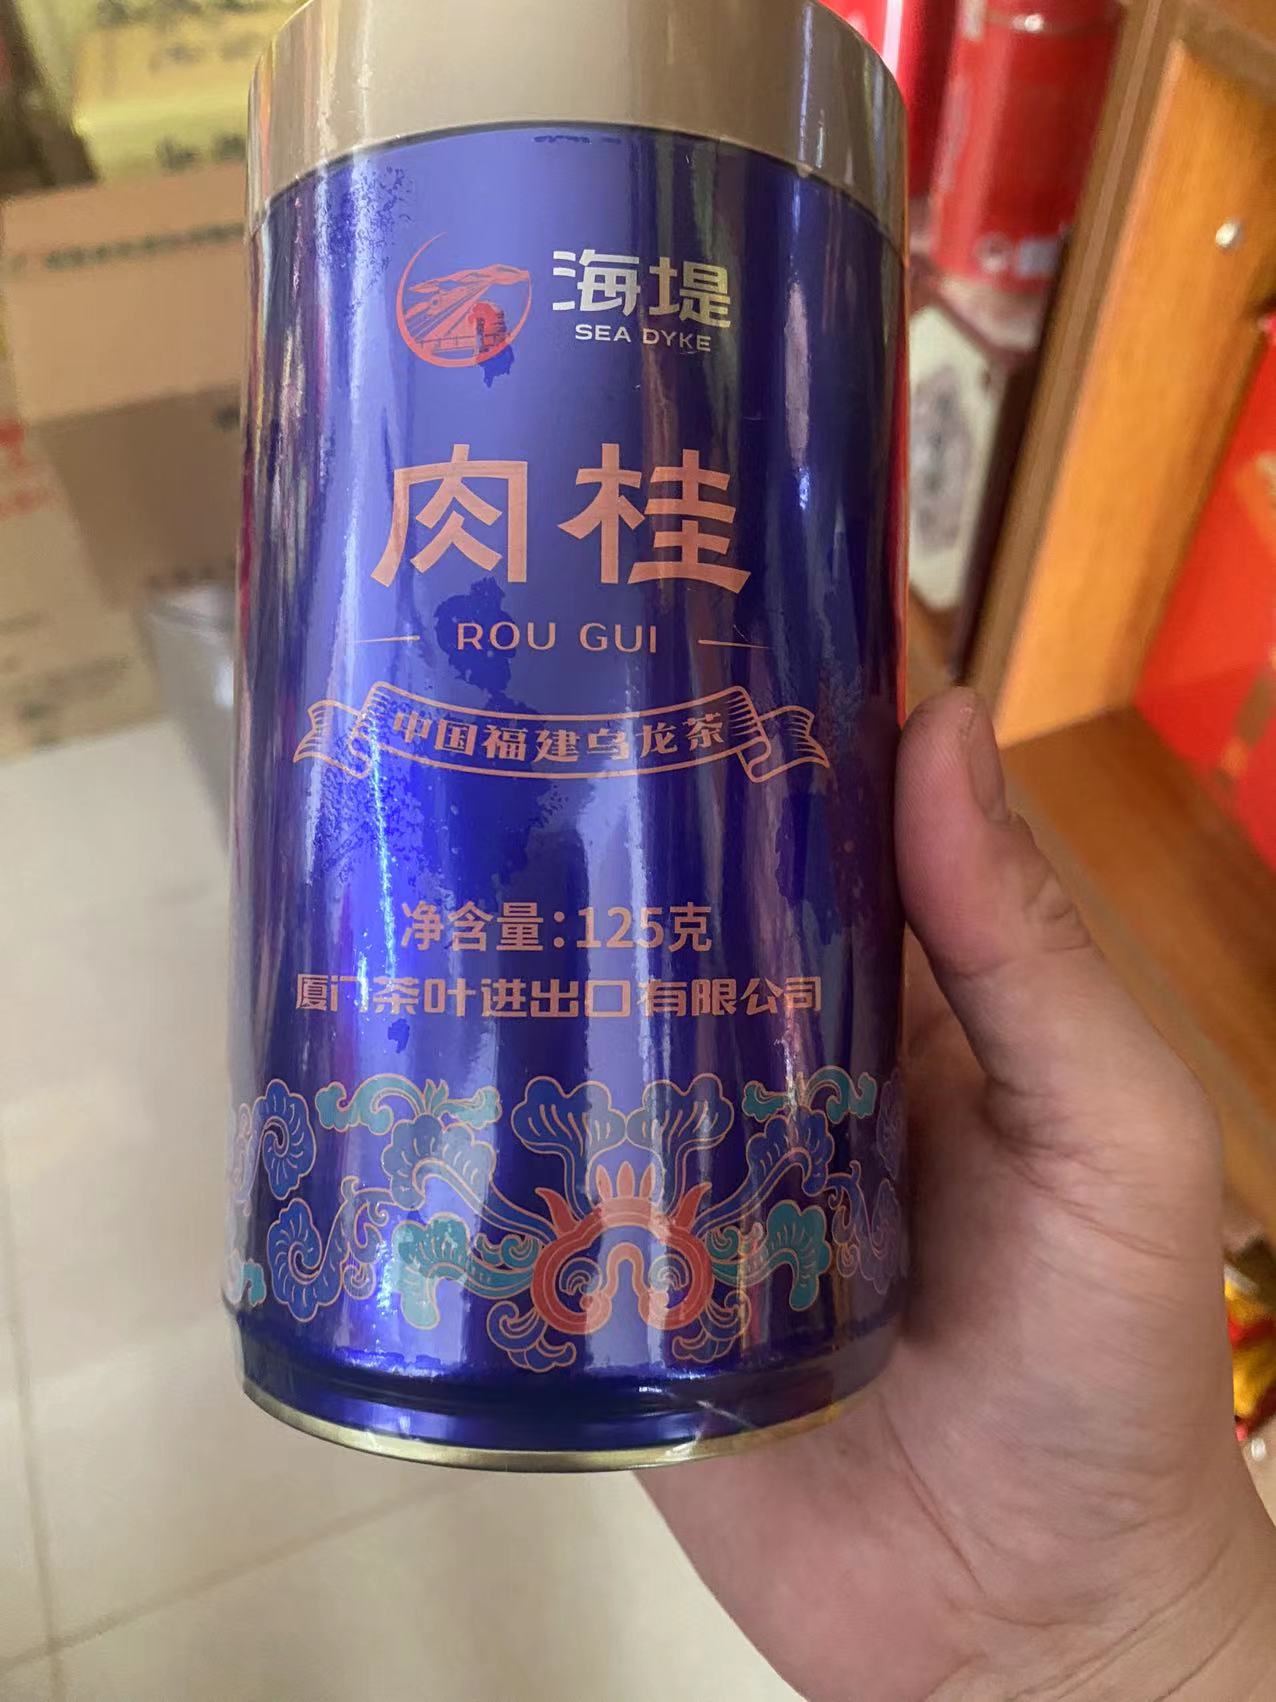 海堤
SEA DYKE
肉桂
ROU GUI
中国福建乌龙茶
净含量:125克
厦门茶叶进出口有限公司